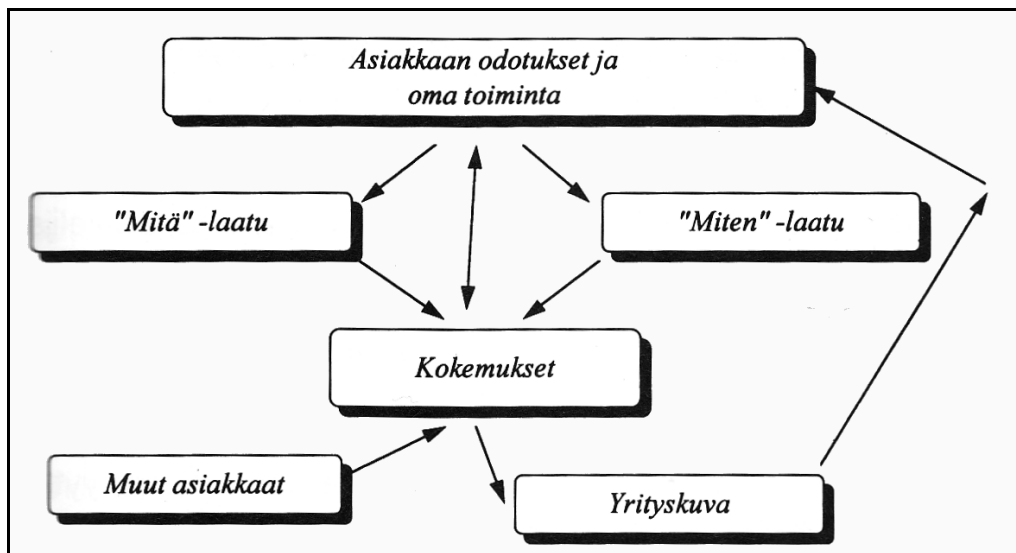 Asiakkaan odotukset ja
oma toiminta
"Mitä" -laatu
"Miten" -laatu
Kokemukset
Muut asiakkaat
Yrityskuva